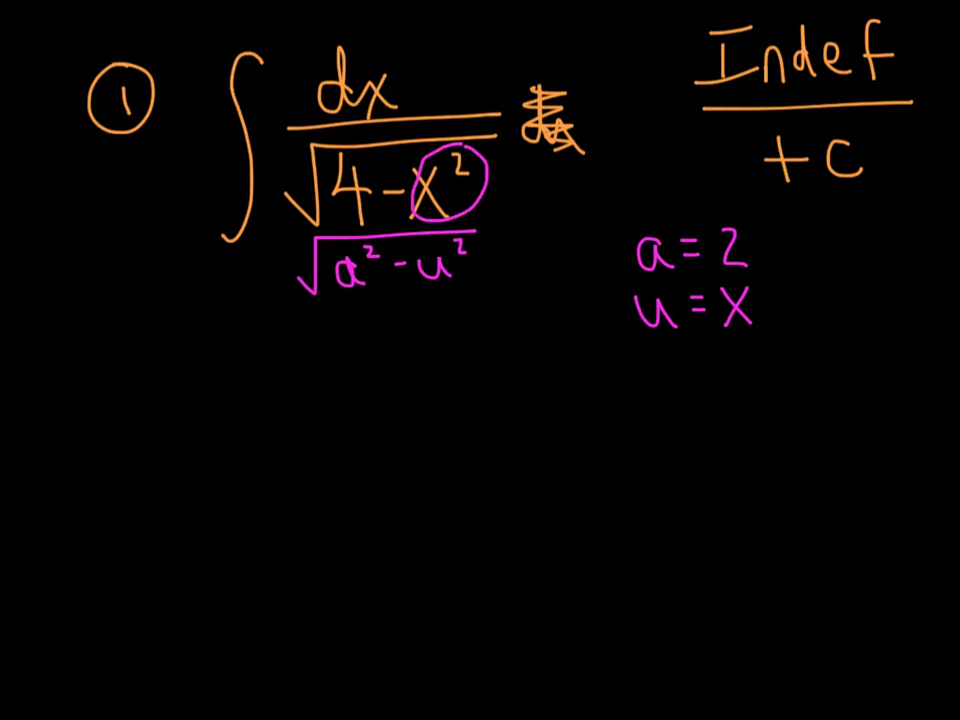 ① ∫ dx / √(4 - x²)
√(a² - u²)
Indef
+ C
a = 2
u = x